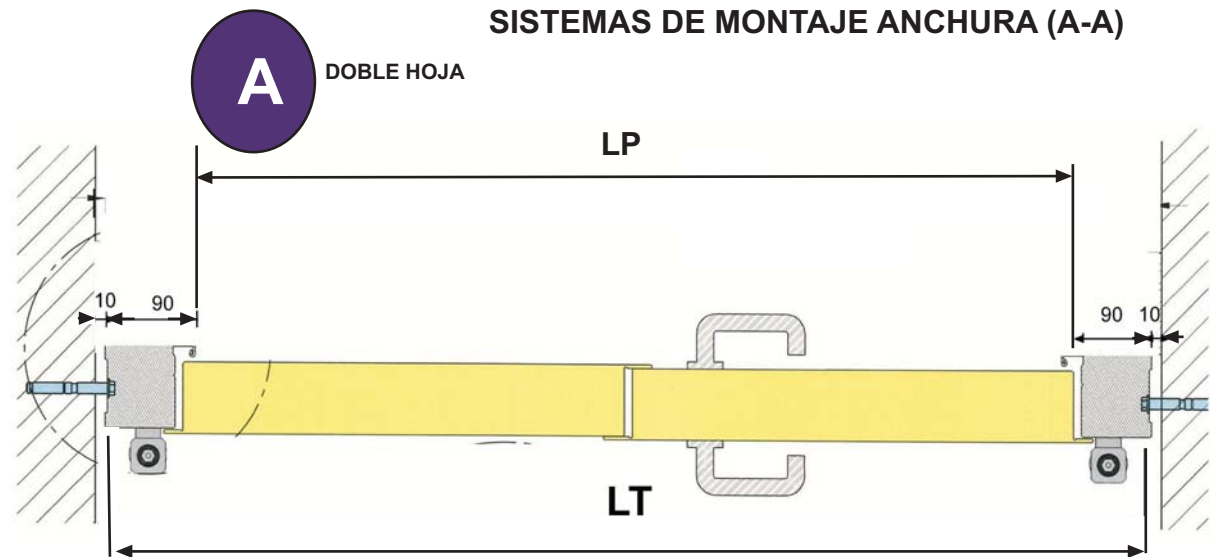 SISTEMAS DE MONTAJE ANCHURA (A-A)
A
DOBLE HOJA
LP
10 90
90 10
LT